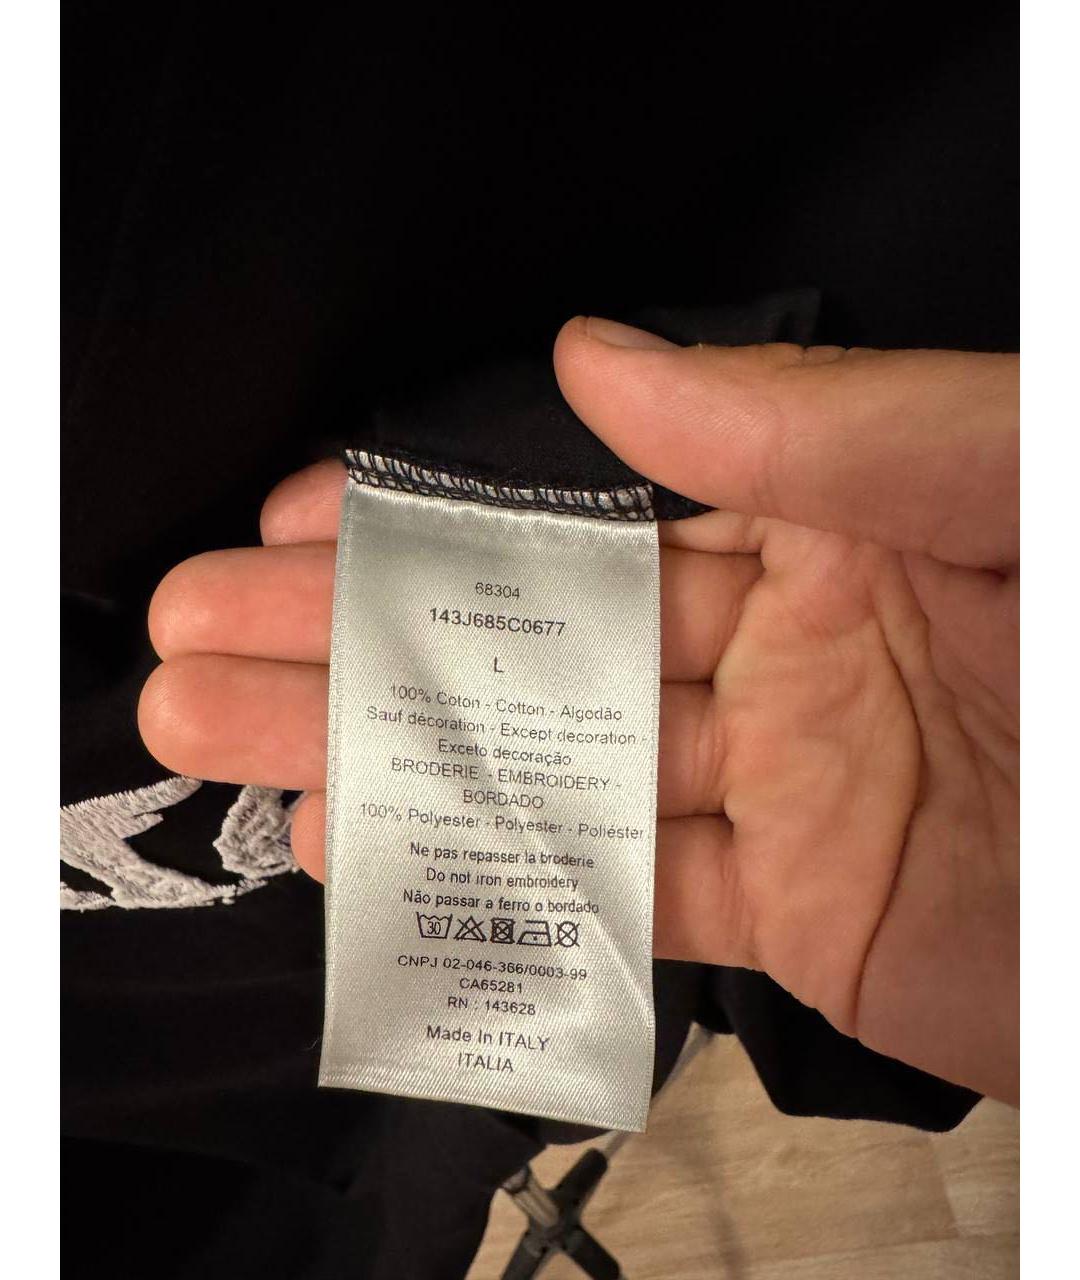 68304
143J685C0677
L
100% Coton - Cotton - Algodão
Sauf décoration - Except decoration -
Exceto decoração
BRODERIE - EMBROIDERY -
BORDADO
100% Polyester - Polyester - Poliéster
Ne pas repasser la broderie
Do not iron embroidery
Não passar a ferro o bordado
30
CNPJ 02-046-366/0003-99
CA65281
RN : 143628
Made In ITALY
ITALIA